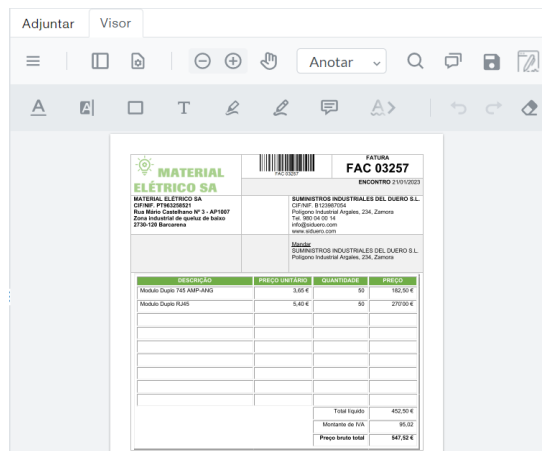 Adjuntar Visor
Anotar
T
MATERIAL
ELÉTRICO SA
FAC 03257
FATURA
FAC 03257
ENCONTRO 21/01/2023
MATERIAL ELÉTRICO SA
CIF/NIF. PT963258521
Rua Mário Castelhano Nº 3 - AP1007
Zona industrial de queluz de baixo
2730-120 Barcarena
SUMINISTROS INDUSTRIALES DEL DUERO S.L.
CIF/NIF. B123987054
Polígono Industrial Argales, 234, Zamora
Tel. 980 04 00 14
info@siduero.com
www.siduero.com
Mandar
SUMINISTROS INDUSTRIALES DEL DUERO S.L.
Polígono Industrial Argales, 234, Zamora
DESCRIÇÃO PREÇO UNITÁRIO QUANTIDADE PREÇO
Modulo Duplo 745 AMP-ANG 3,65 € 50 182,50 €
Modulo Duplo RJ45 5,40 € 50 270'00 €
Total líquido 452,50 €
Montante de IVA 95,02
Preço bruto total 547,52 €